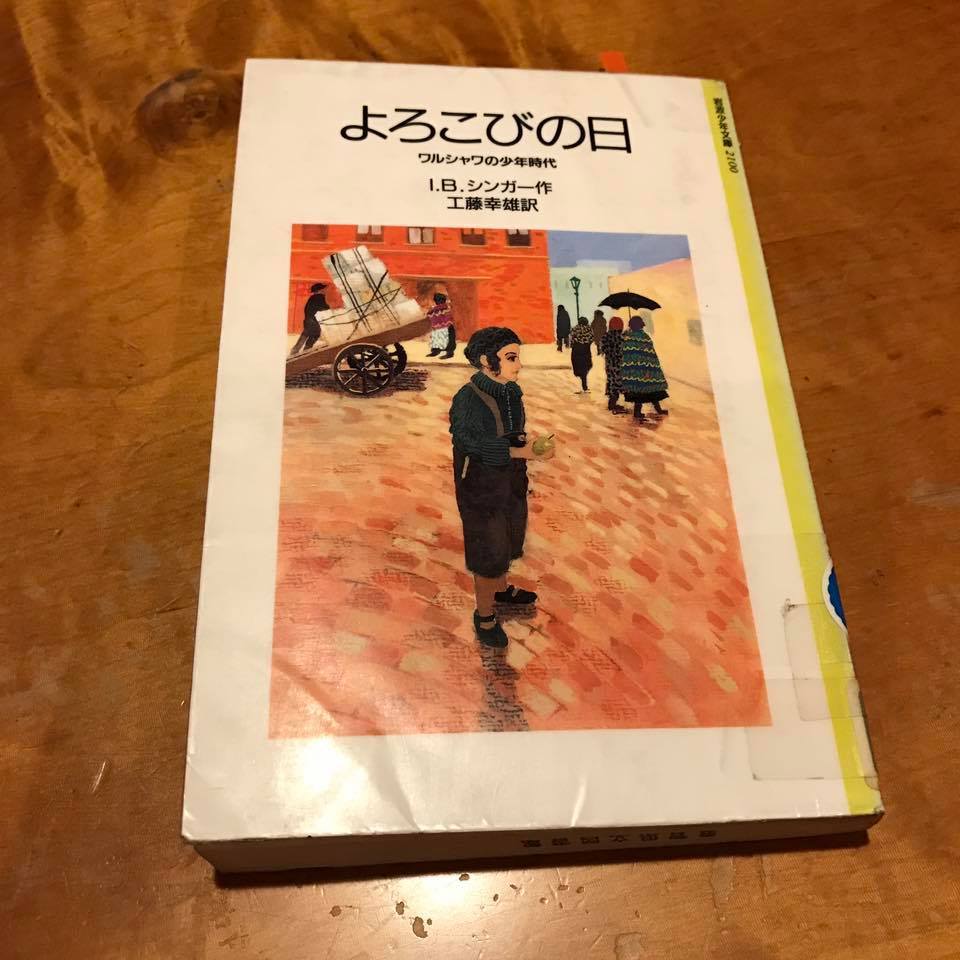 よろこびの日
ワルシャワの少年時代
I.B.シンガー作
工藤幸雄訳
岩波少年文庫 2100